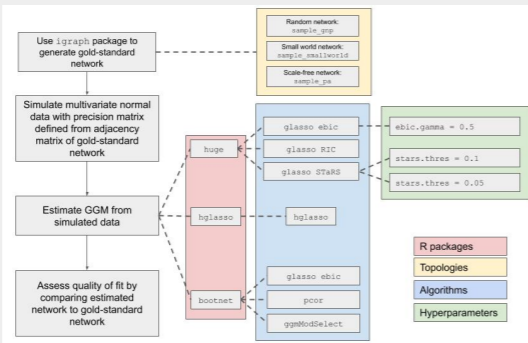 Use igraph package to
generate gold-standard
network
Random network:
sample_gnp
Small world network:
sample_smallworld
Scale-free network:
sample_pa
Simulate multivariate normal
data with precision matrix
defined from adjacency
matrix of gold-standard
network
Estimate GGM from
simulated data
Assess quality of fit by
comparing estimated
network to gold-standard
network
huge
hglasso
bootnet
glasso ebic
glasso RIC
glasso STaRS
hglasso
glasso ebic
pcor
ggmModSelect
ebic.gamma = 0.5
stars.thres = 0.1
stars.thres = 0.05
R packages
Topologies
Algorithms
Hyperparameters